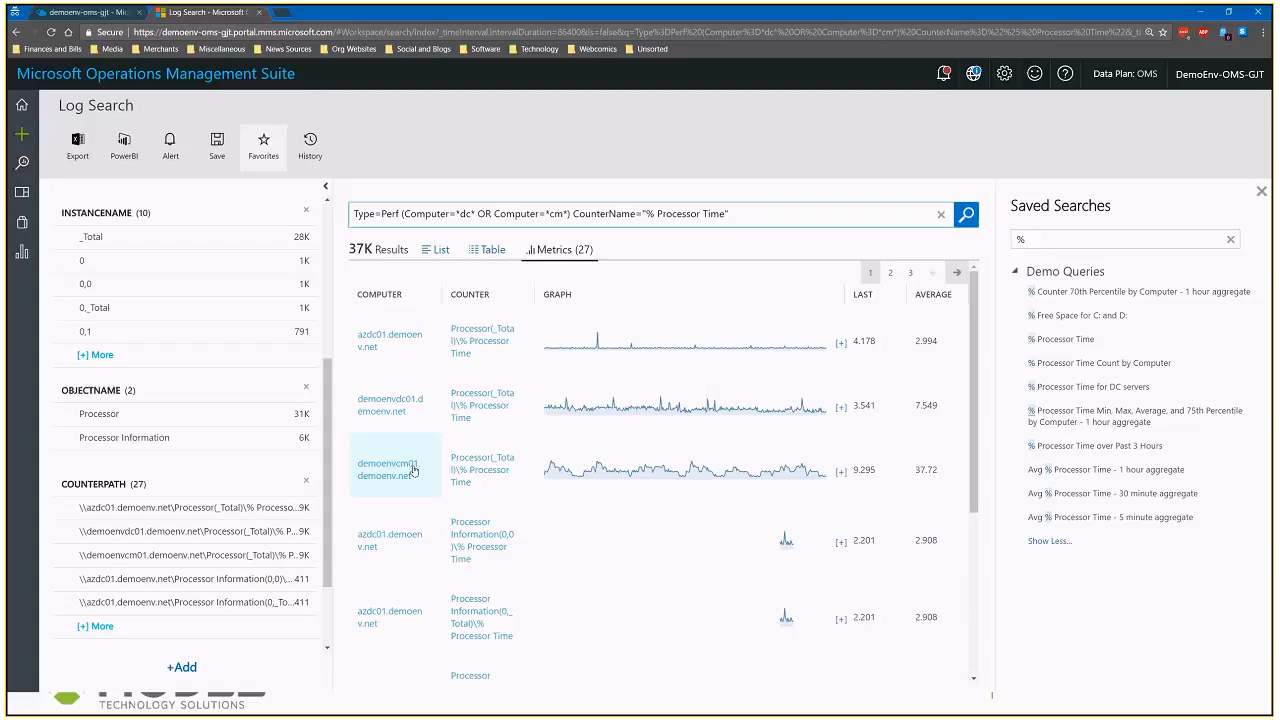 demoenv-oms-gjt - Mic
Log Search - Microsoft (
Secure
https://demoenv-oms-gjt.portal.mms.microsoft.com/#Workspace/search/index?_timeInterval.intervalDuration=86400&is=false&q=Type%3DPerf%20(Computer%3D*dc*%20OR%20Computer%3D*cm*)%20CounterName%3D%22%25%20Processor%20Time%22&_ti
Finances and Bills
Media
Merchants
Miscellaneous
News Sources
Org Websites
Social and Blogs
Software
Technology
Webcomics
Unsorted
Microsoft Operations Management Suite
Data Plan: OMS
DemoEnv-OMS-GJT
Log Search
Export
PowerBI
Alert
Save
Favorites
History
INSTANCENAME (10)
_Total 28K
0 1K
0,0 1K
0,_Total 1K
0,1 791
[+] More
OBJECTNAME (2)
Processor 31K
Processor Information 6K
COUNTERPATH (27)
\\azdc01.demoenv.net\Processor(_Total)\% Processo... 9K
\\demoenvdc01.demoenv.net\Processor(_Total)\% P... 9K
\\demoenvcm01.demoenv.net\Processor(_Total)\% P... 9K
\\azdc01.demoenv.net\Processor Information(0,0)\... 411
\\azdc01.demoenv.net\Processor Information(0,_To... 411
[+] More
+Add
Type=Perf (Computer=*dc* OR Computer=*cm*) CounterName="% Processor Time"
37K Results
List
Table
Metrics (27)
1 2 3
COMPUTER COUNTER GRAPH LAST AVERAGE
azdc01.demoen
v.net
Processor(_Tota
l)\% Processor
Time
[+] 4.178 2.994
demoenvdc01.d
emoenv.net
Processor(_Tota
l)\% Processor
Time
[+] 3.541 7.549
demoenvcm01.
demoenv.net
Processor(_Tota
l)\% Processor
Time
[+] 9.295 37.72
azdc01.demoen
v.net
Processor
Information(0,0
)\% Processor
Time
[+] 2.201 2.908
azdc01.demoen
v.net
Processor
Information(0,_
Total)\%
Processor Time
[+] 2.201 2.908
Processor
Saved Searches
%
Demo Queries
% Counter 70th Percentile by Computer - 1 hour aggregate
% Free Space for C: and D:
% Processor Time
% Processor Time Count by Computer
% Processor Time for DC servers
% Processor Time Min, Max, Average, and 75th Percentile
by Computer - 1 hour aggregate
% Processor Time over Past 3 Hours
Avg % Processor Time - 1 hour aggregate
Avg % Processor Time - 30 minute aggregate
Avg % Processor Time - 5 minute aggregate
Show Less...
TECHNOLOGY SOLUTIONS